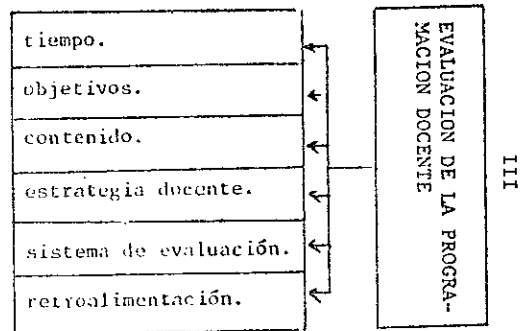 tiempo.
objetivos.
contenido.
estrategia docente.
sistema de evaluación.
retroalimentación.
EVALUACION DE LA PROGRA-
MACION DOCENTE
III